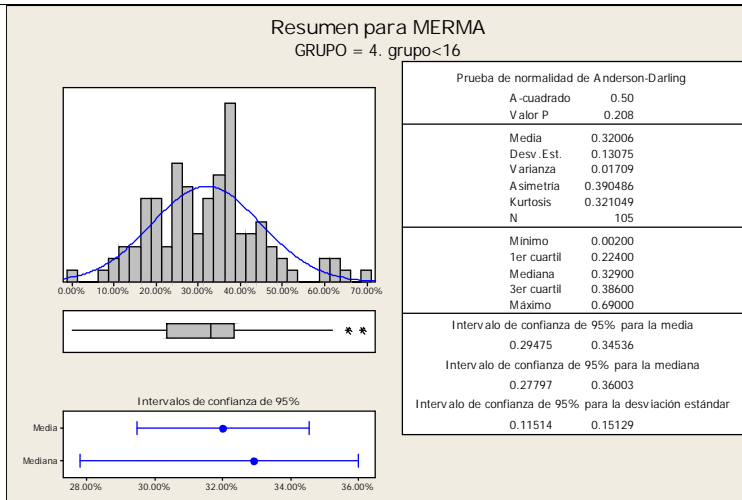 Resumen para MERMA
GRUPO = 4. grupo<16
0.00% 10.00% 20.00% 30.00% 40.00% 50.00% 60.00% 70.00%
Intervalos de confianza de 95%
Media
Mediana
28.00% 30.00% 32.00% 34.00% 36.00%
Prueba de normalidad de Anderson-Darling
A-cuadrado 0.50
Valor P 0.208
Media 0.32006
Desv.Est. 0.13075
Varianza 0.01709
Asimetría 0.390486
Kurtosis 0.321049
N 105
Mínimo 0.00200
1er cuartil 0.22400
Mediana 0.32900
3er cuartil 0.38600
Máximo 0.69000
Intervalo de confianza de 95% para la media
0.29475 0.34536
Intervalo de confianza de 95% para la mediana
0.27797 0.36003
Intervalo de confianza de 95% para la desviación estándar
0.11514 0.15129